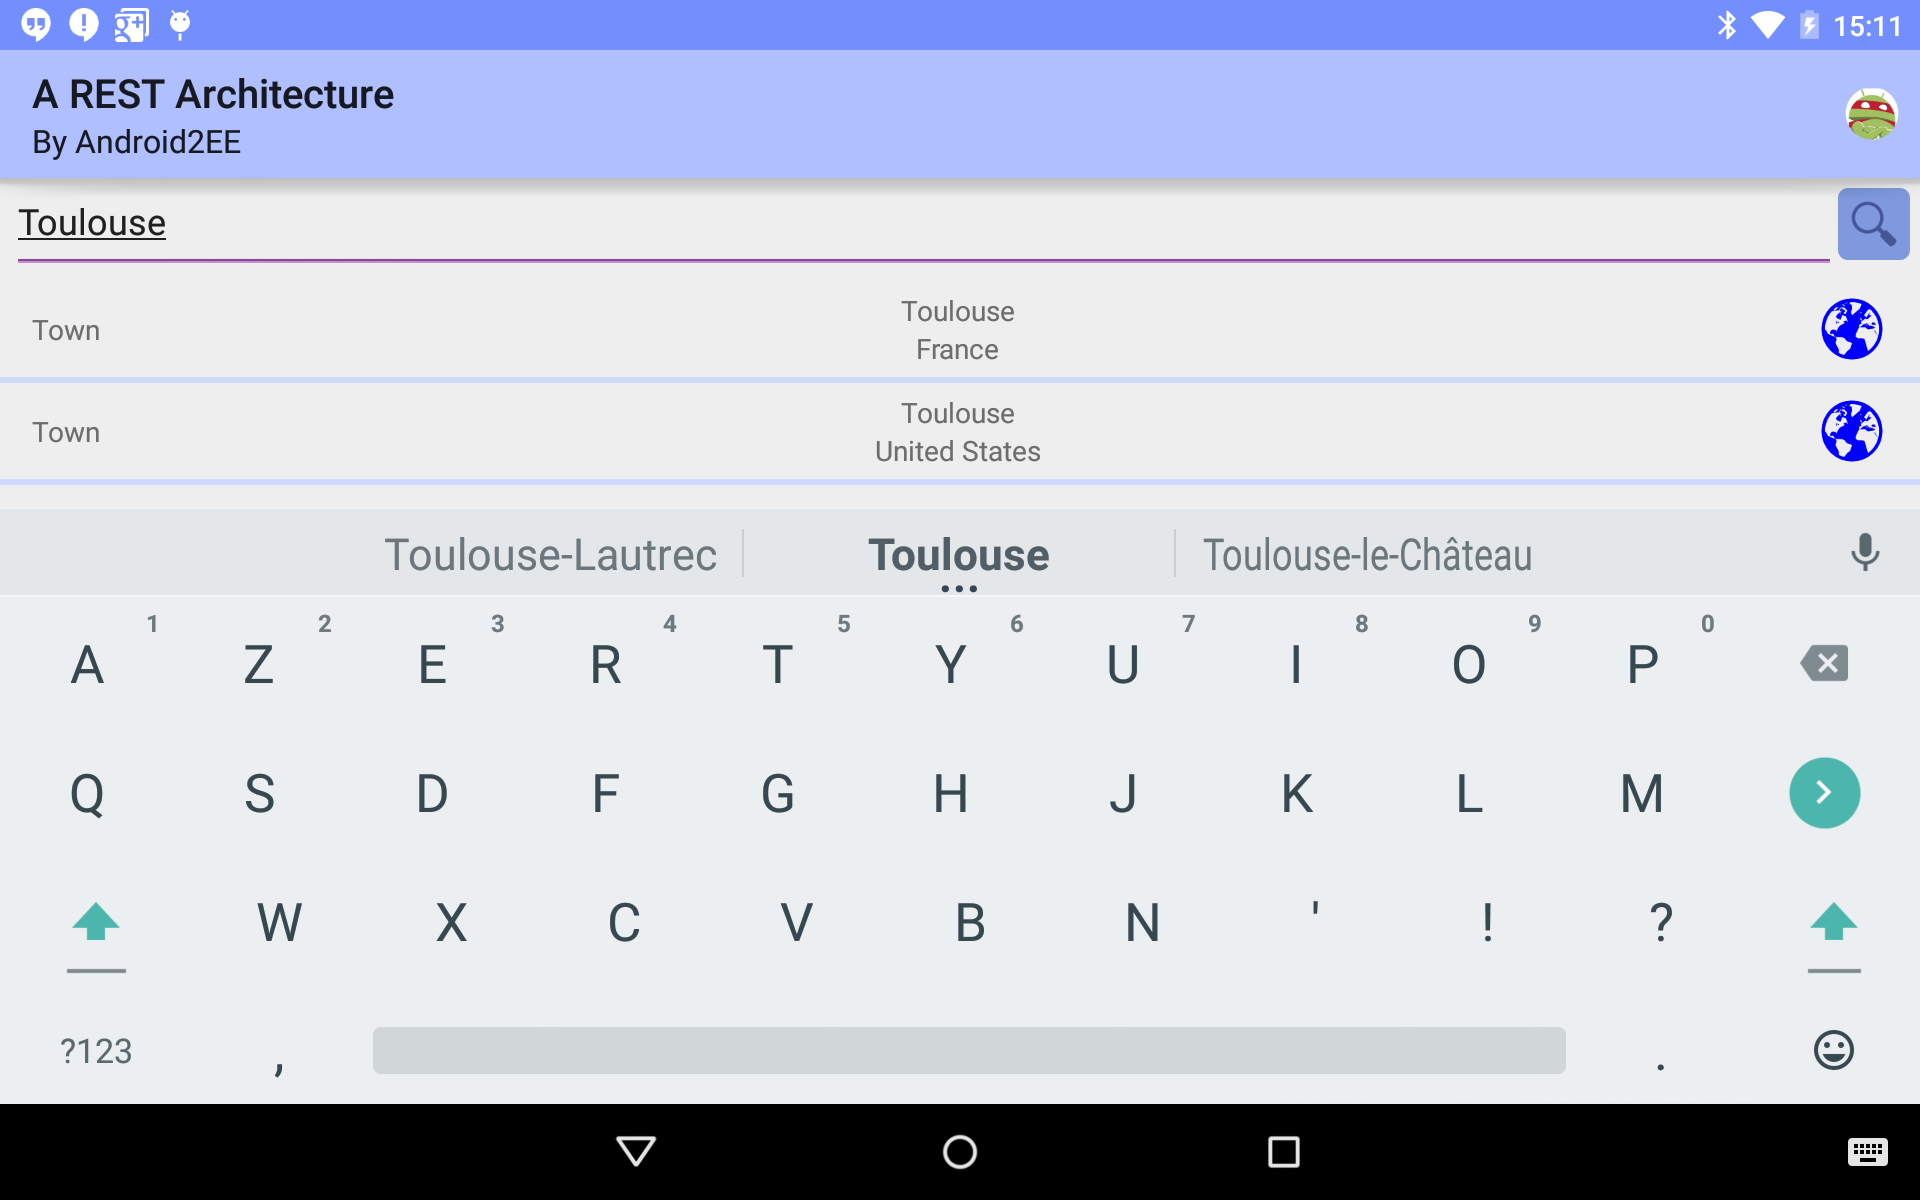 15:11
A REST Architecture
By Android2EE
Toulouse
Town
Toulouse
France
Town
Toulouse
United States
Toulouse-Lautrec Toulouse Toulouse-le-Château
1 2 3 4 5 6 7 8 9 0
A Z E R T Y U I O P
Q S D F G H J K L M
W X C V B N ' ! ?
?123 , .